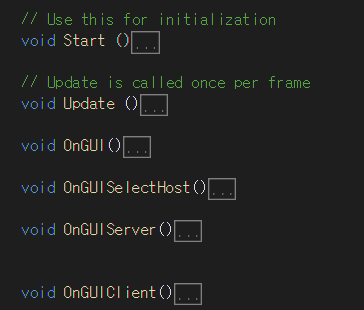 // Use this for initialization
void Start ()...
// Update is called once per frame
void Update ()...
void OnGUI()...
void OnGUISelectHost()...
void OnGUIServer()...
void OnGUIClient()...